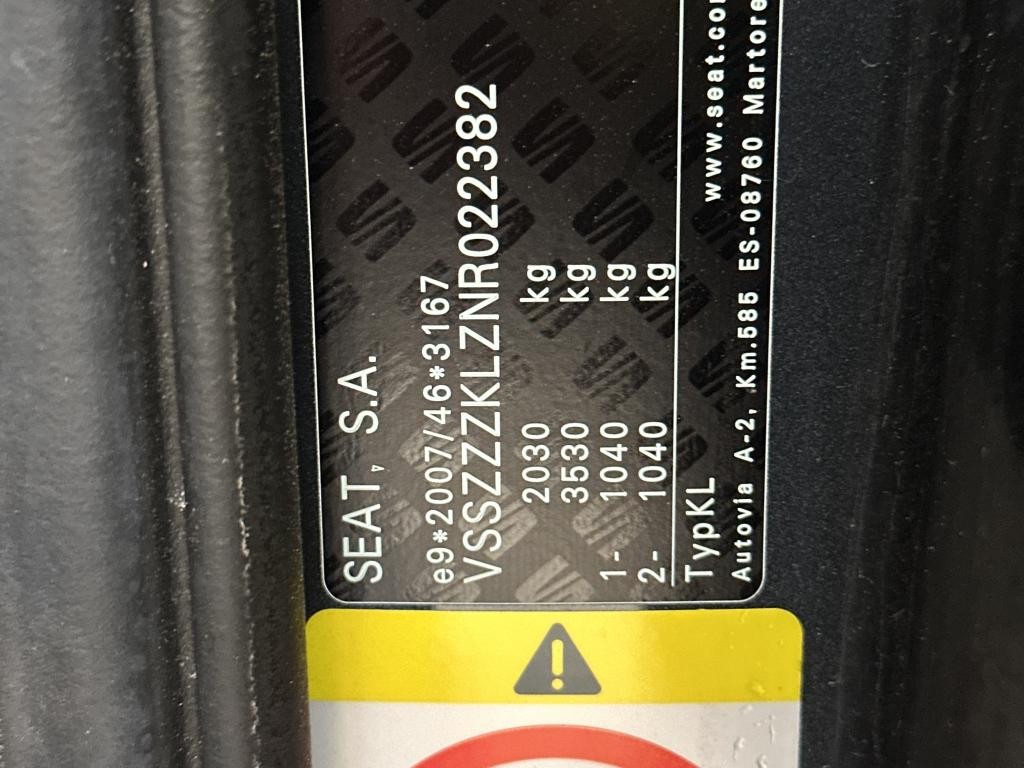 SEAT, S.A.
e9*2007/46*3167
VSSZZZKLZNR022382
2030 kg
3530 kg
1- 1040 kg
2- 1040 kg
TypKL
www.seat.co
Autovia A-2, Km.585 ES-08760 Martore